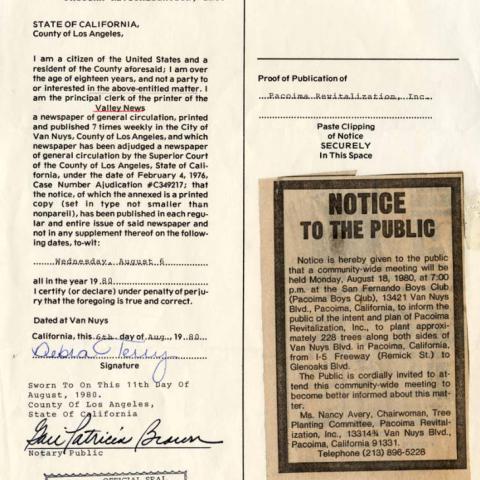 STATE OF CALIFORNIA,
County of Los Angeles,
I am a citizen of the United States and a
resident of the County aforesaid; I am over
the age of eighteen years, and not a party to
or interested in the above-entitled matter. I
am the principal clerk of the printer of the
Valley News
a newspaper of general circulation, printed
and published 7 times weekly in the City of
Van Nuys, County of Los Angeles, and which
newspaper has been adjudged a newspaper
of general circulation by the Superior Court
of the County of Los Angeles, State of Cali-
fornia, under the date of February 4, 1976,
Case Number Ajudication #C349217; that
the notice, of which the annexed is a printed
copy (set in type not smaller than
nonpareil), has been published in each regu-
lar and entire issue of said newspaper and
not in any supplement thereof on the follow-
ing dates, to-wit:
Wednesday, August 6
all in the year 1980
I certify (or declare) under penalty of perju-
ry that the foregoing is true and correct.
Dated at Van Nuys
California, this 6th day of Aug., 1980
Debra C Terry
Signature
Sworn To On This 11th Day Of
August, 1980.
County Of Los Angeles,
State Of California
Gau Patricia Brown
Notary Public
OFFICIAL SEAL
Proof of Publication of
Pacoima Revitalization, Inc.
Paste Clipping
of Notice
SECURELY
In This Space
NOTICE
TO THE PUBLIC
Notice is hereby given to the public
that a community-wide meeting will be
held Monday, August 18, 1980, at 7:00
p.m. at the San Fernando Boys Club
(Pacoima Boys Club), 13421 Van Nuys
Blvd., Pacoima, California, to inform the
public of the intent and plan of Pacoima
Revitalization, Inc., to plant approxi-
mately 228 trees along both sides of
Van Nuys Blvd. in Pacoima, California
from I-5 Freeway (Remick St.) to
Glenoaks Blvd.
The Public is cordially invited to at-
tend this community-wide meeting to
become better informed about this mat-
ter.
Ms. Nancy Avery, Chairwoman, Tree
Planting Committee, Pacoima Revital-
ization, Inc., 13314¾ Van Nuys Blvd.,
Pacoima, California 91331.
Telephone (213) 896-5228